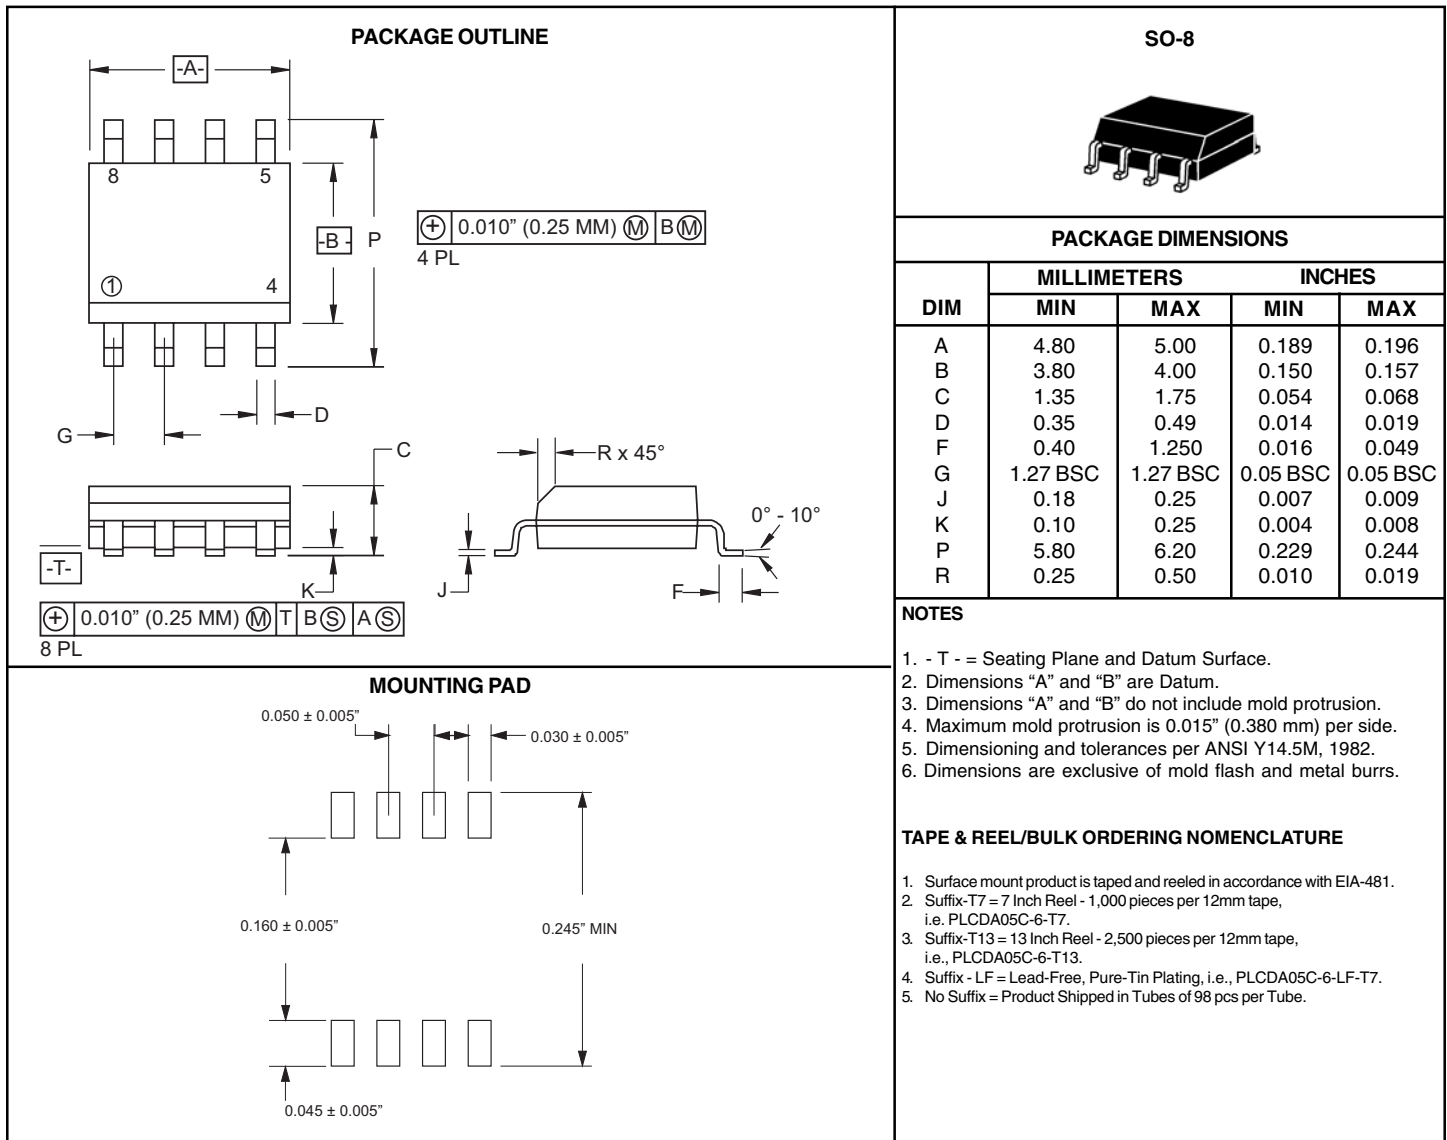 PACKAGE OUTLINE
-A-
8 5
-B - P
① 4
⌖ 0.010” (0.25 MM) Ⓜ B Ⓜ
4 PL
D
G
C
R x 45°
0° - 10°
-T-
K
J
F
⌖ 0.010” (0.25 MM) Ⓜ T B Ⓢ A Ⓢ
8 PL
MOUNTING PAD
0.050 ± 0.005”
0.030 ± 0.005”
0.160 ± 0.005”
0.245” MIN
0.045 ± 0.005”
SO-8
PACKAGE DIMENSIONS
MILLIMETERS INCHES
DIM MIN MAX MIN MAX
A 4.80 5.00 0.189 0.196
B 3.80 4.00 0.150 0.157
C 1.35 1.75 0.054 0.068
D 0.35 0.49 0.014 0.019
F 0.40 1.250 0.016 0.049
G 1.27 BSC 1.27 BSC 0.05 BSC 0.05 BSC
J 0.18 0.25 0.007 0.009
K 0.10 0.25 0.004 0.008
P 5.80 6.20 0.229 0.244
R 0.25 0.50 0.010 0.019
NOTES
1. - T - = Seating Plane and Datum Surface.
2. Dimensions “A” and “B” are Datum.
3. Dimensions “A” and “B” do not include mold protrusion.
4. Maximum mold protrusion is 0.015” (0.380 mm) per side.
5. Dimensioning and tolerances per ANSI Y14.5M, 1982.
6. Dimensions are exclusive of mold flash and metal burrs.
TAPE & REEL/BULK ORDERING NOMENCLATURE
1. Surface mount product is taped and reeled in accordance with EIA-481.
2. Suffix-T7 = 7 Inch Reel - 1,000 pieces per 12mm tape,
i.e. PLCDA05C-6-T7.
3. Suffix-T13 = 13 Inch Reel - 2,500 pieces per 12mm tape,
i.e., PLCDA05C-6-T13.
4. Suffix - LF = Lead-Free, Pure-Tin Plating, i.e., PLCDA05C-6-LF-T7.
5. No Suffix = Product Shipped in Tubes of 98 pcs per Tube.